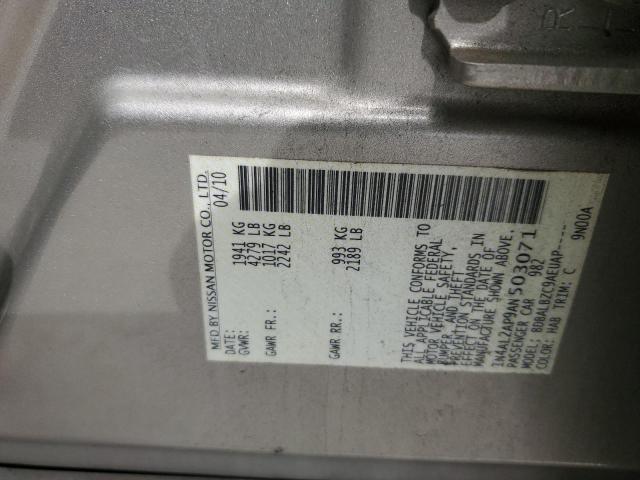 MFD BY NISSAN MOTOR CO., LTD.
DATE: 04/10
GVWR: 1941 KG
4279 LB
GAWR FR.: 1017 KG
2242 LB
GAWR RR.: 993 KG
2189 LB
THIS VEHICLE CONFORMS TO
ALL APPLICABLE FEDERAL
MOTOR VEHICLE SAFETY,
BUMPER AND THEFT
PREVENTION STANDARDS IN
EFFECT ON THE DATE OF
MANUFACTURE SHOWN ABOVE.
1N4AL2AP9AN503071
PASSENGER CAR 982
MODEL: BDBALBZC9AEUAP-----
COLOR: HAB TRIM: C 9N00A
R